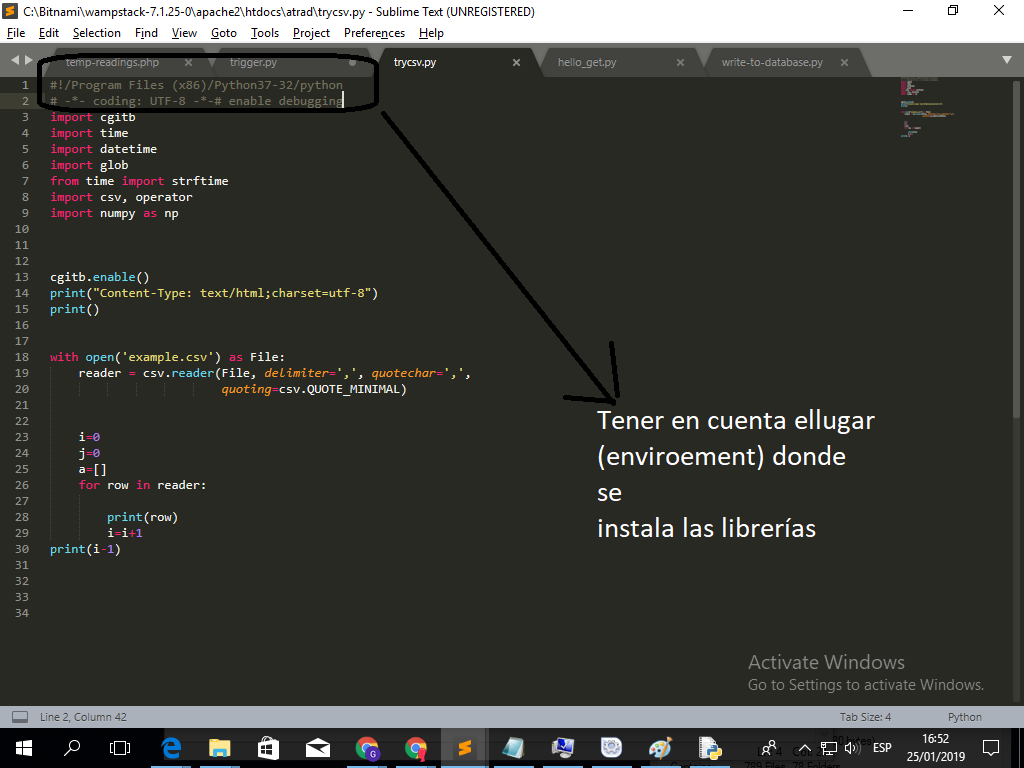 C:\Bitnami\wampstack-7.1.25-0\apache2\htdocs\atrad\trycsv.py - Sublime Text (UNREGISTERED)
File Edit Selection Find View Goto Tools Project Preferences Help
temp-readings.php trigger.py trycsv.py hello_get.py write-to-database.py
1 #!/Program Files (x86)/Python37-32/python
2 # -*- coding: UTF-8 -*-# enable debugging
3 import cgitb
4 import time
5 import datetime
6 import glob
7 from time import strftime
8 import csv, operator
9 import numpy as np
10
11
12
13 cgitb.enable()
14 print("Content-Type: text/html;charset=utf-8")
15 print()
16
17
18 with open('example.csv') as File:
19 reader = csv.reader(File, delimiter=',', quotechar=',',
20 quoting=csv.QUOTE_MINIMAL)
21
22
23 i=0
24 j=0
25 a=[]
26 for row in reader:
27
28 print(row)
29 i=i+1
30 print(i-1)
31
32
33
34
Tener en cuenta ellugar
(enviroement) donde
se
instala las librerías
Activate Windows
Go to Settings to activate Windows.
Line 2, Column 42 Tab Size: 4 Python
ESP
16:52
25/01/2019